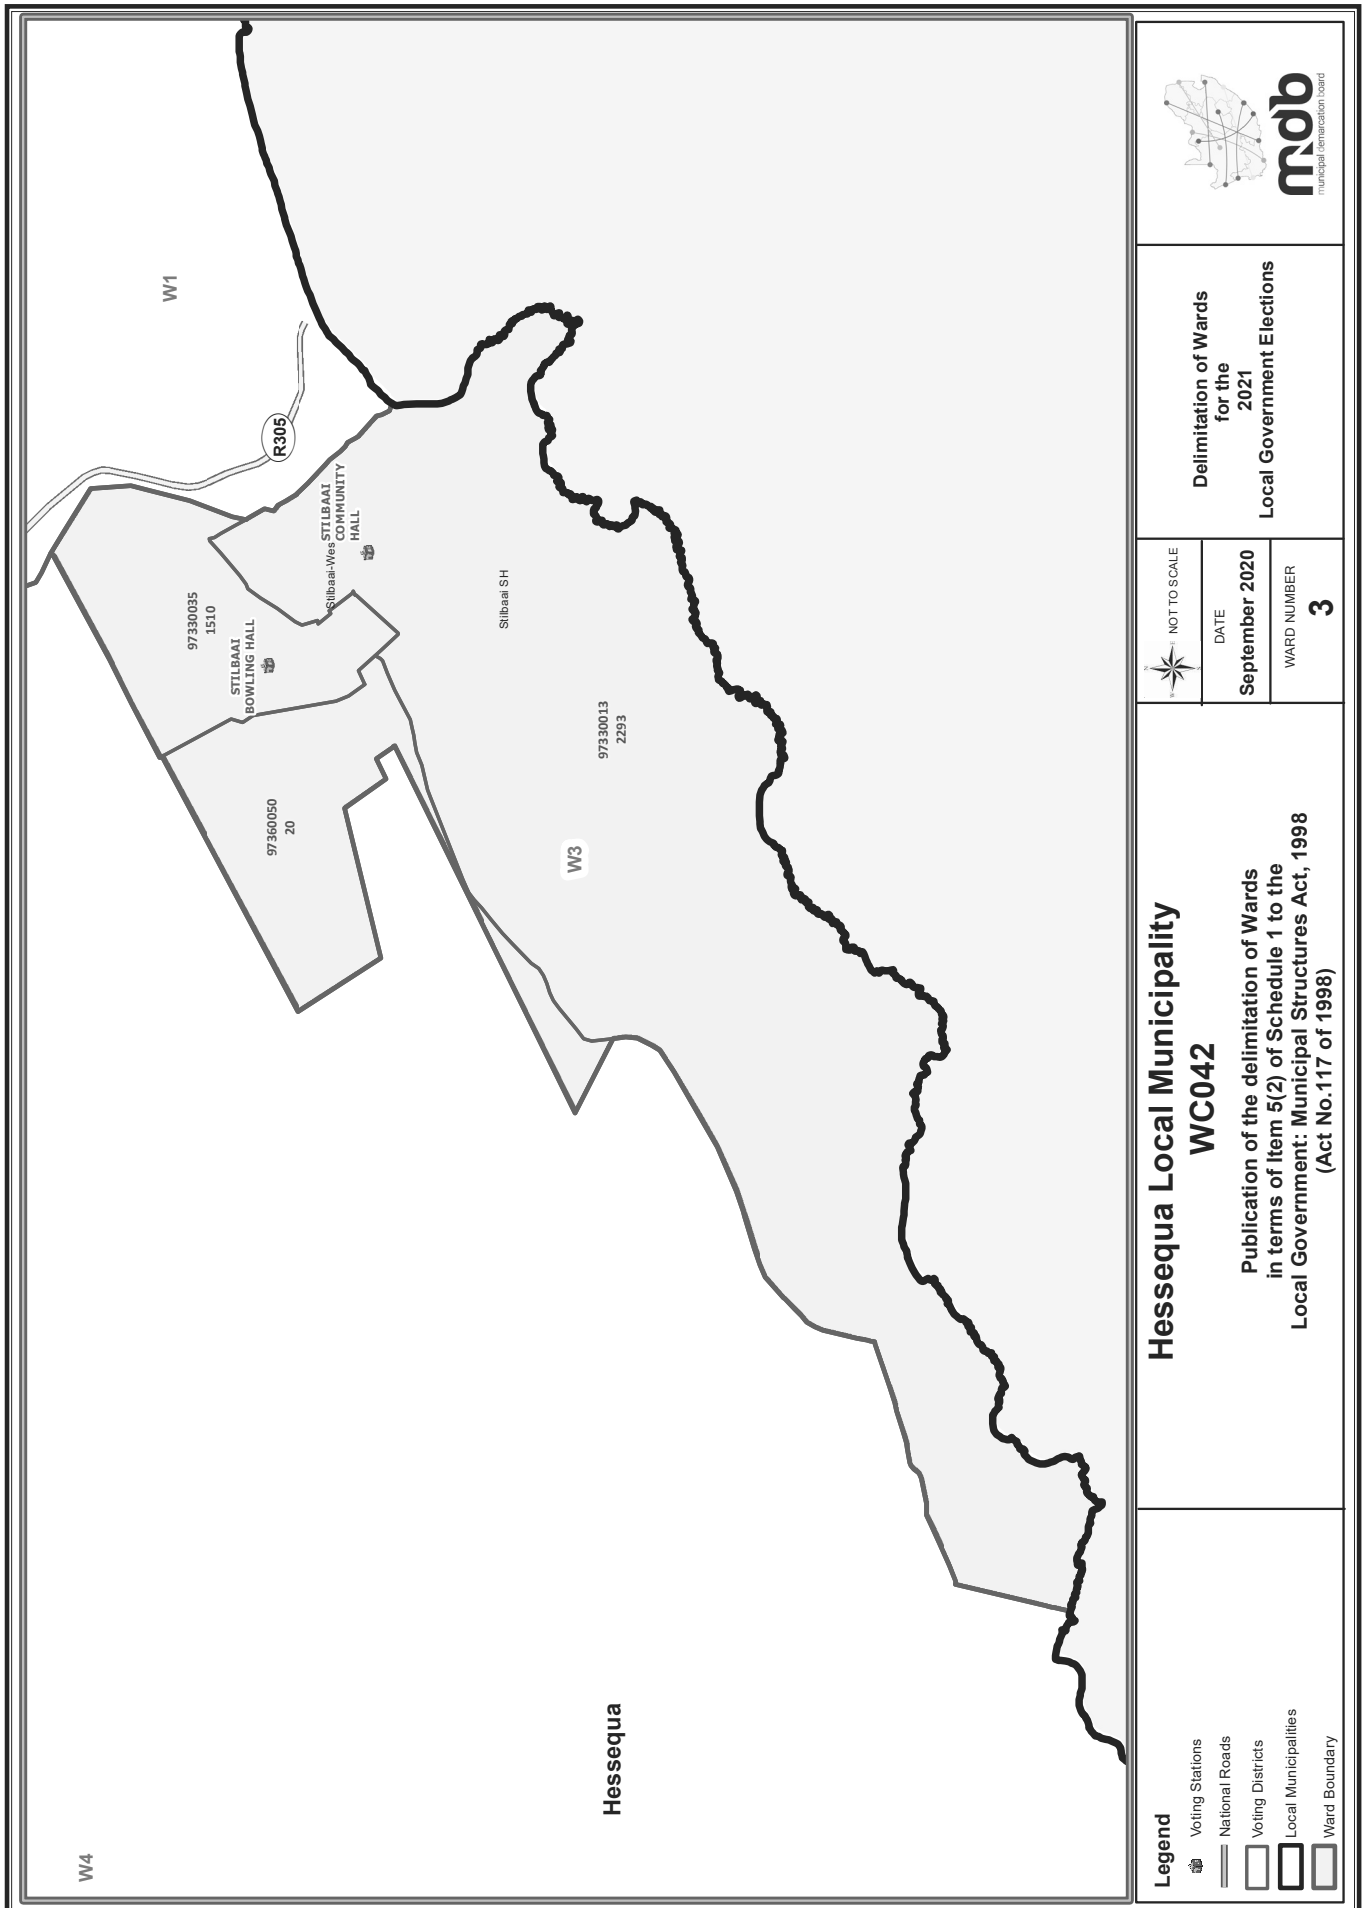 W1
R305
STILBAAI
COMMUNITY
HALL
Stilbaai-Wes
97330035
1510
STILBAAI
BOWLING HALL
Stilbaai SH
97330013
2293
97360050
20
W3
Hessequa
W4
Legend
Voting Stations
National Roads
Voting Districts
Local Municipalities
Ward Boundary
Hessequa Local Municipality
WC042
Publication of the delimitation of Wards
in terms of Item 5(2) of Schedule 1 to the
Local Government: Municipal Structures Act, 1998
(Act No.117 of 1998)
NOT TO SCALE
DATE
September 2020
WARD NUMBER
3
Delimitation of Wards
for the
2021
Local Government Elections
mdb
municipal demarcation board